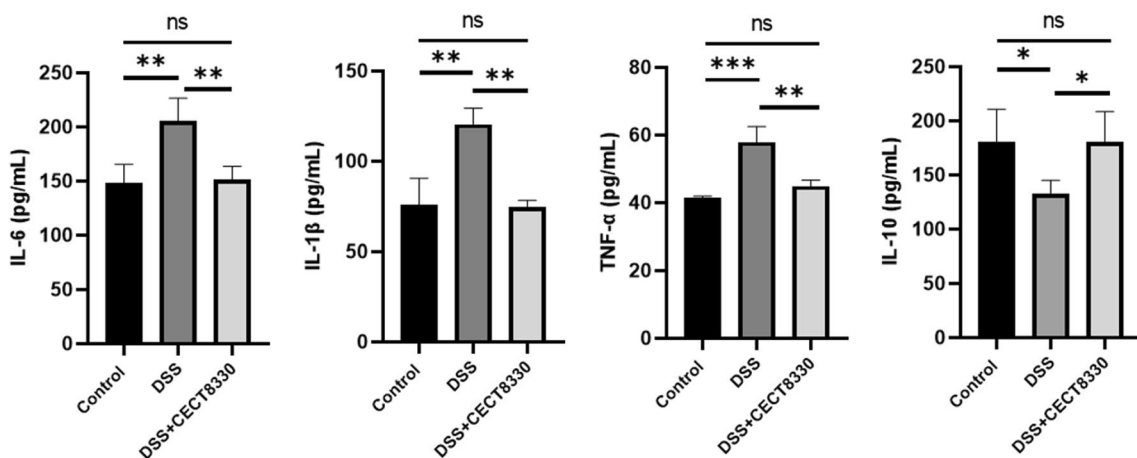 ns
**
**
250
200
150
100
50
0
IL-6 (pg/mL)
Control
DSS
DSS+CECT8330
ns
**
**
150
100
50
0
IL-1β (pg/mL)
Control
DSS
DSS+CECT8330
ns
***
**
80
60
40
20
0
TNF-α (pg/mL)
Control
DSS
DSS+CECT8330
ns
*
*
250
200
150
100
50
0
IL-10 (pg/mL)
Control
DSS
DSS+CECT8330